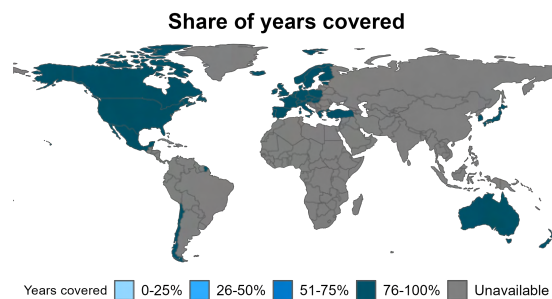 Share of years covered
Years covered 0-25% 26-50% 51-75% 76-100% Unavailable